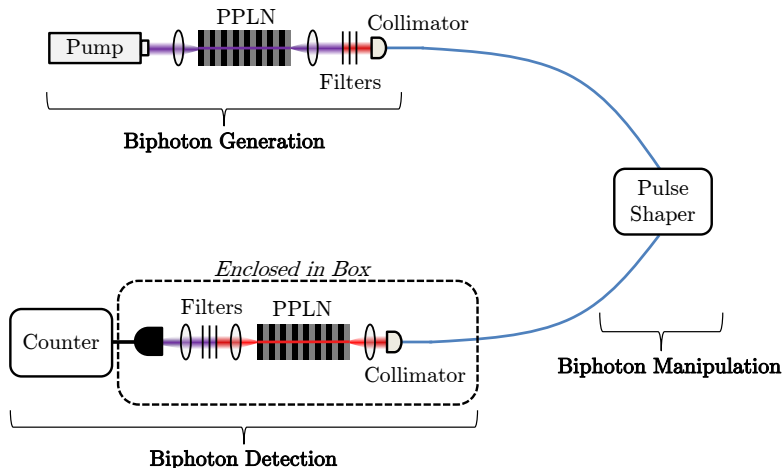 PPLN
Collimator
Pump
Filters
Biphoton Generation
Pulse
Shaper
Enclosed in Box
Filters
PPLN
Counter
Collimator
Biphoton Manipulation
Biphoton Detection